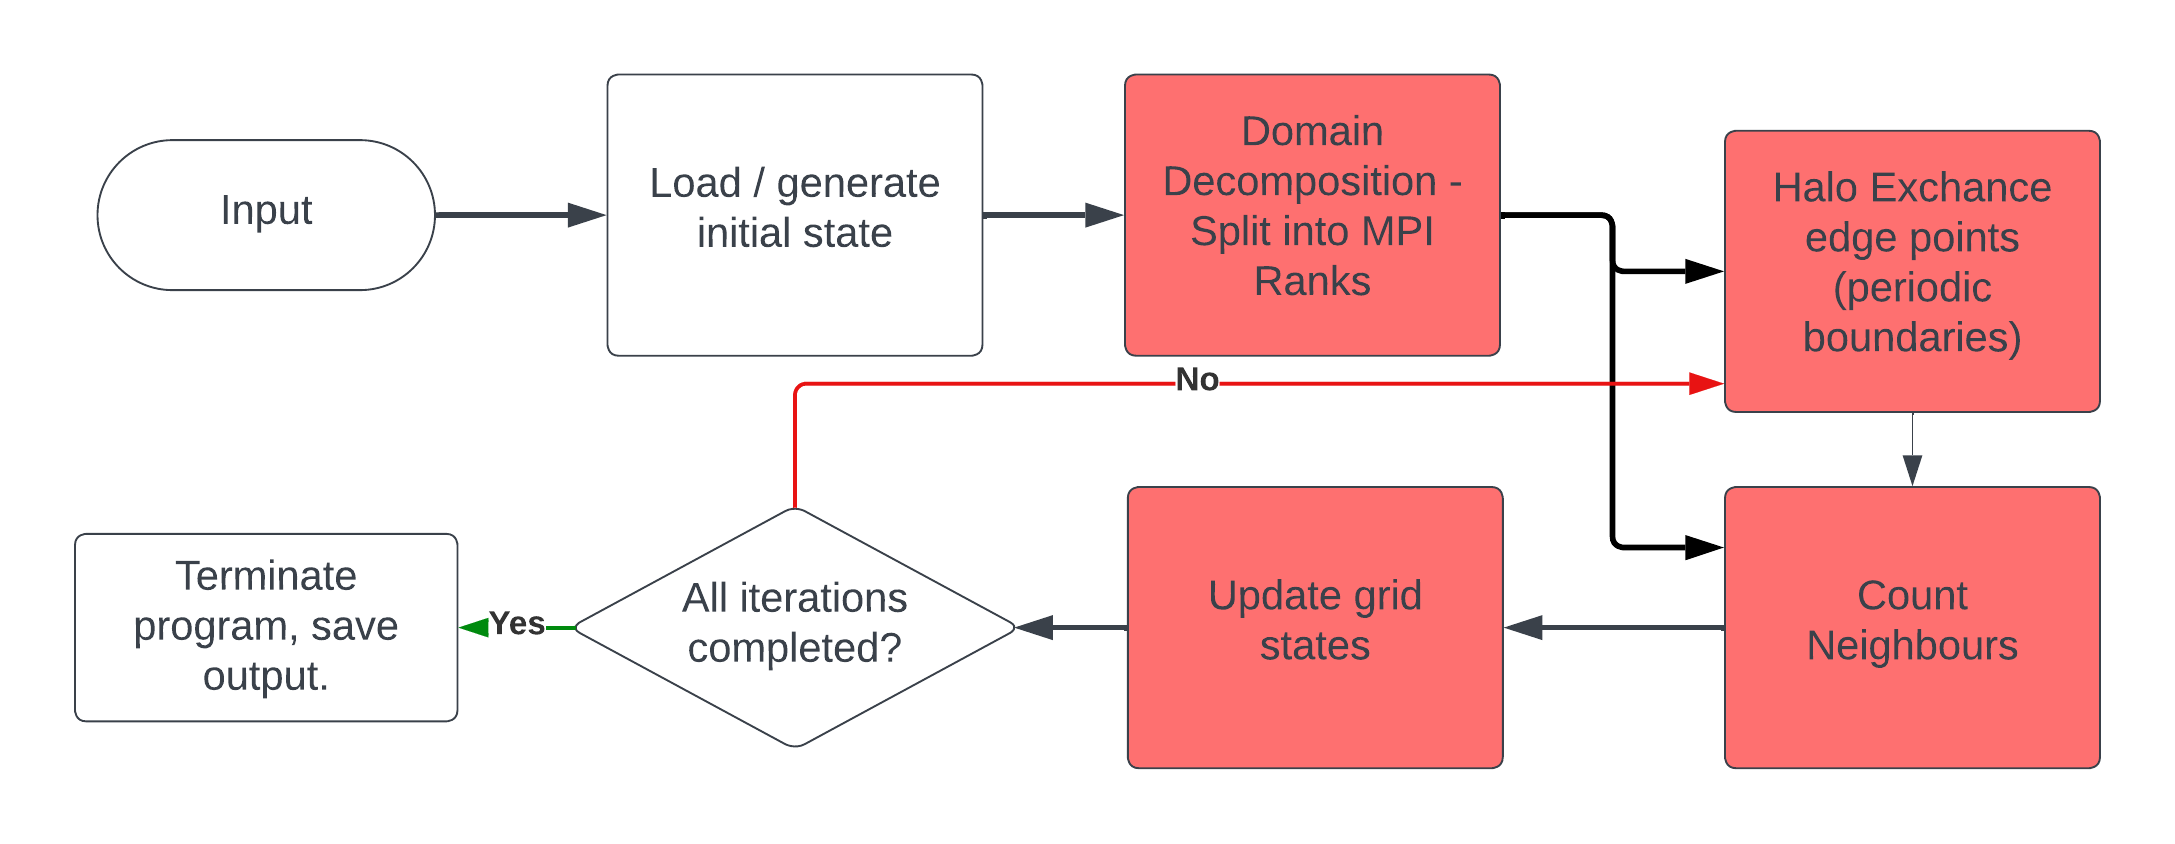 Input
Load / generate
initial state
Domain
Decomposition -
Split into MPI
Ranks
Halo Exchance
edge points
(periodic
boundaries)
No
Terminate
program, save
output.
Yes
All iterations
completed?
Update grid
states
Count
Neighbours